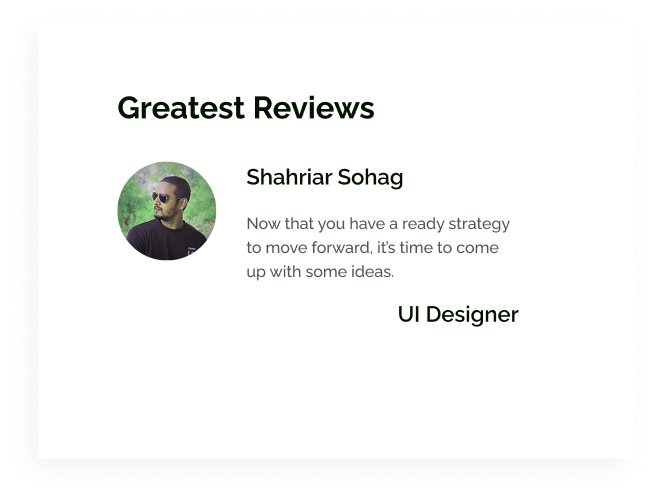 Greatest Reviews
Shahriar Sohag
Now that you have a ready strategy
to move forward, it's time to come
up with some ideas.
UI Designer